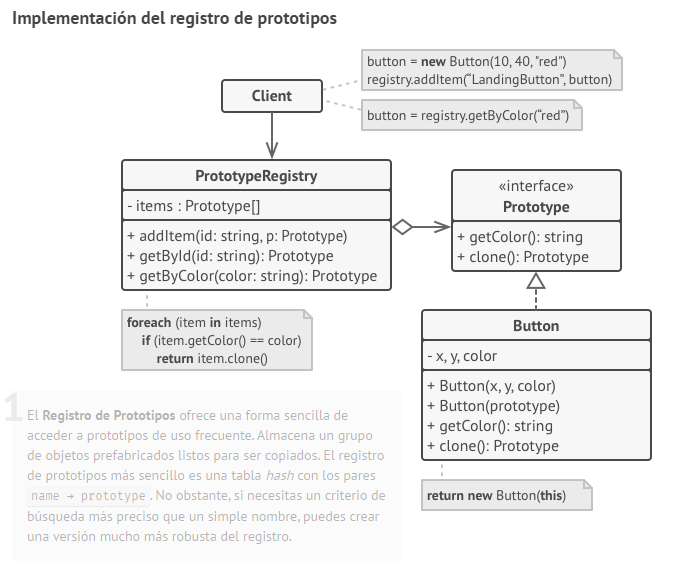 Implementación del registro de prototipos
button = new Button(10, 40, "red")
registry.addItem(“LandingButton”, button)
Client
button = registry.getByColor(“red”)
PrototypeRegistry
- items : Prototype[]
+ addItem(id: string, p: Prototype)
+ getById(id: string): Prototype
+ getByColor(color: string): Prototype
«interface»
Prototype
+ getColor(): string
+ clone(): Prototype
foreach (item in items)
if (item.getColor() == color)
return item.clone()
Button
- x, y, color
+ Button(x, y, color)
+ Button(prototype)
+ getColor(): string
+ clone(): Prototype
return new Button(this)
1
El Registro de Prototipos ofrece una forma sencilla de
acceder a prototipos de uso frecuente. Almacena un grupo
de objetos prefabricados listos para ser copiados. El registro
de prototipos más sencillo es una tabla hash con los pares
name → prototype. No obstante, si necesitas un criterio de
búsqueda más preciso que un simple nombre, puedes crear
una versión mucho más robusta del registro.